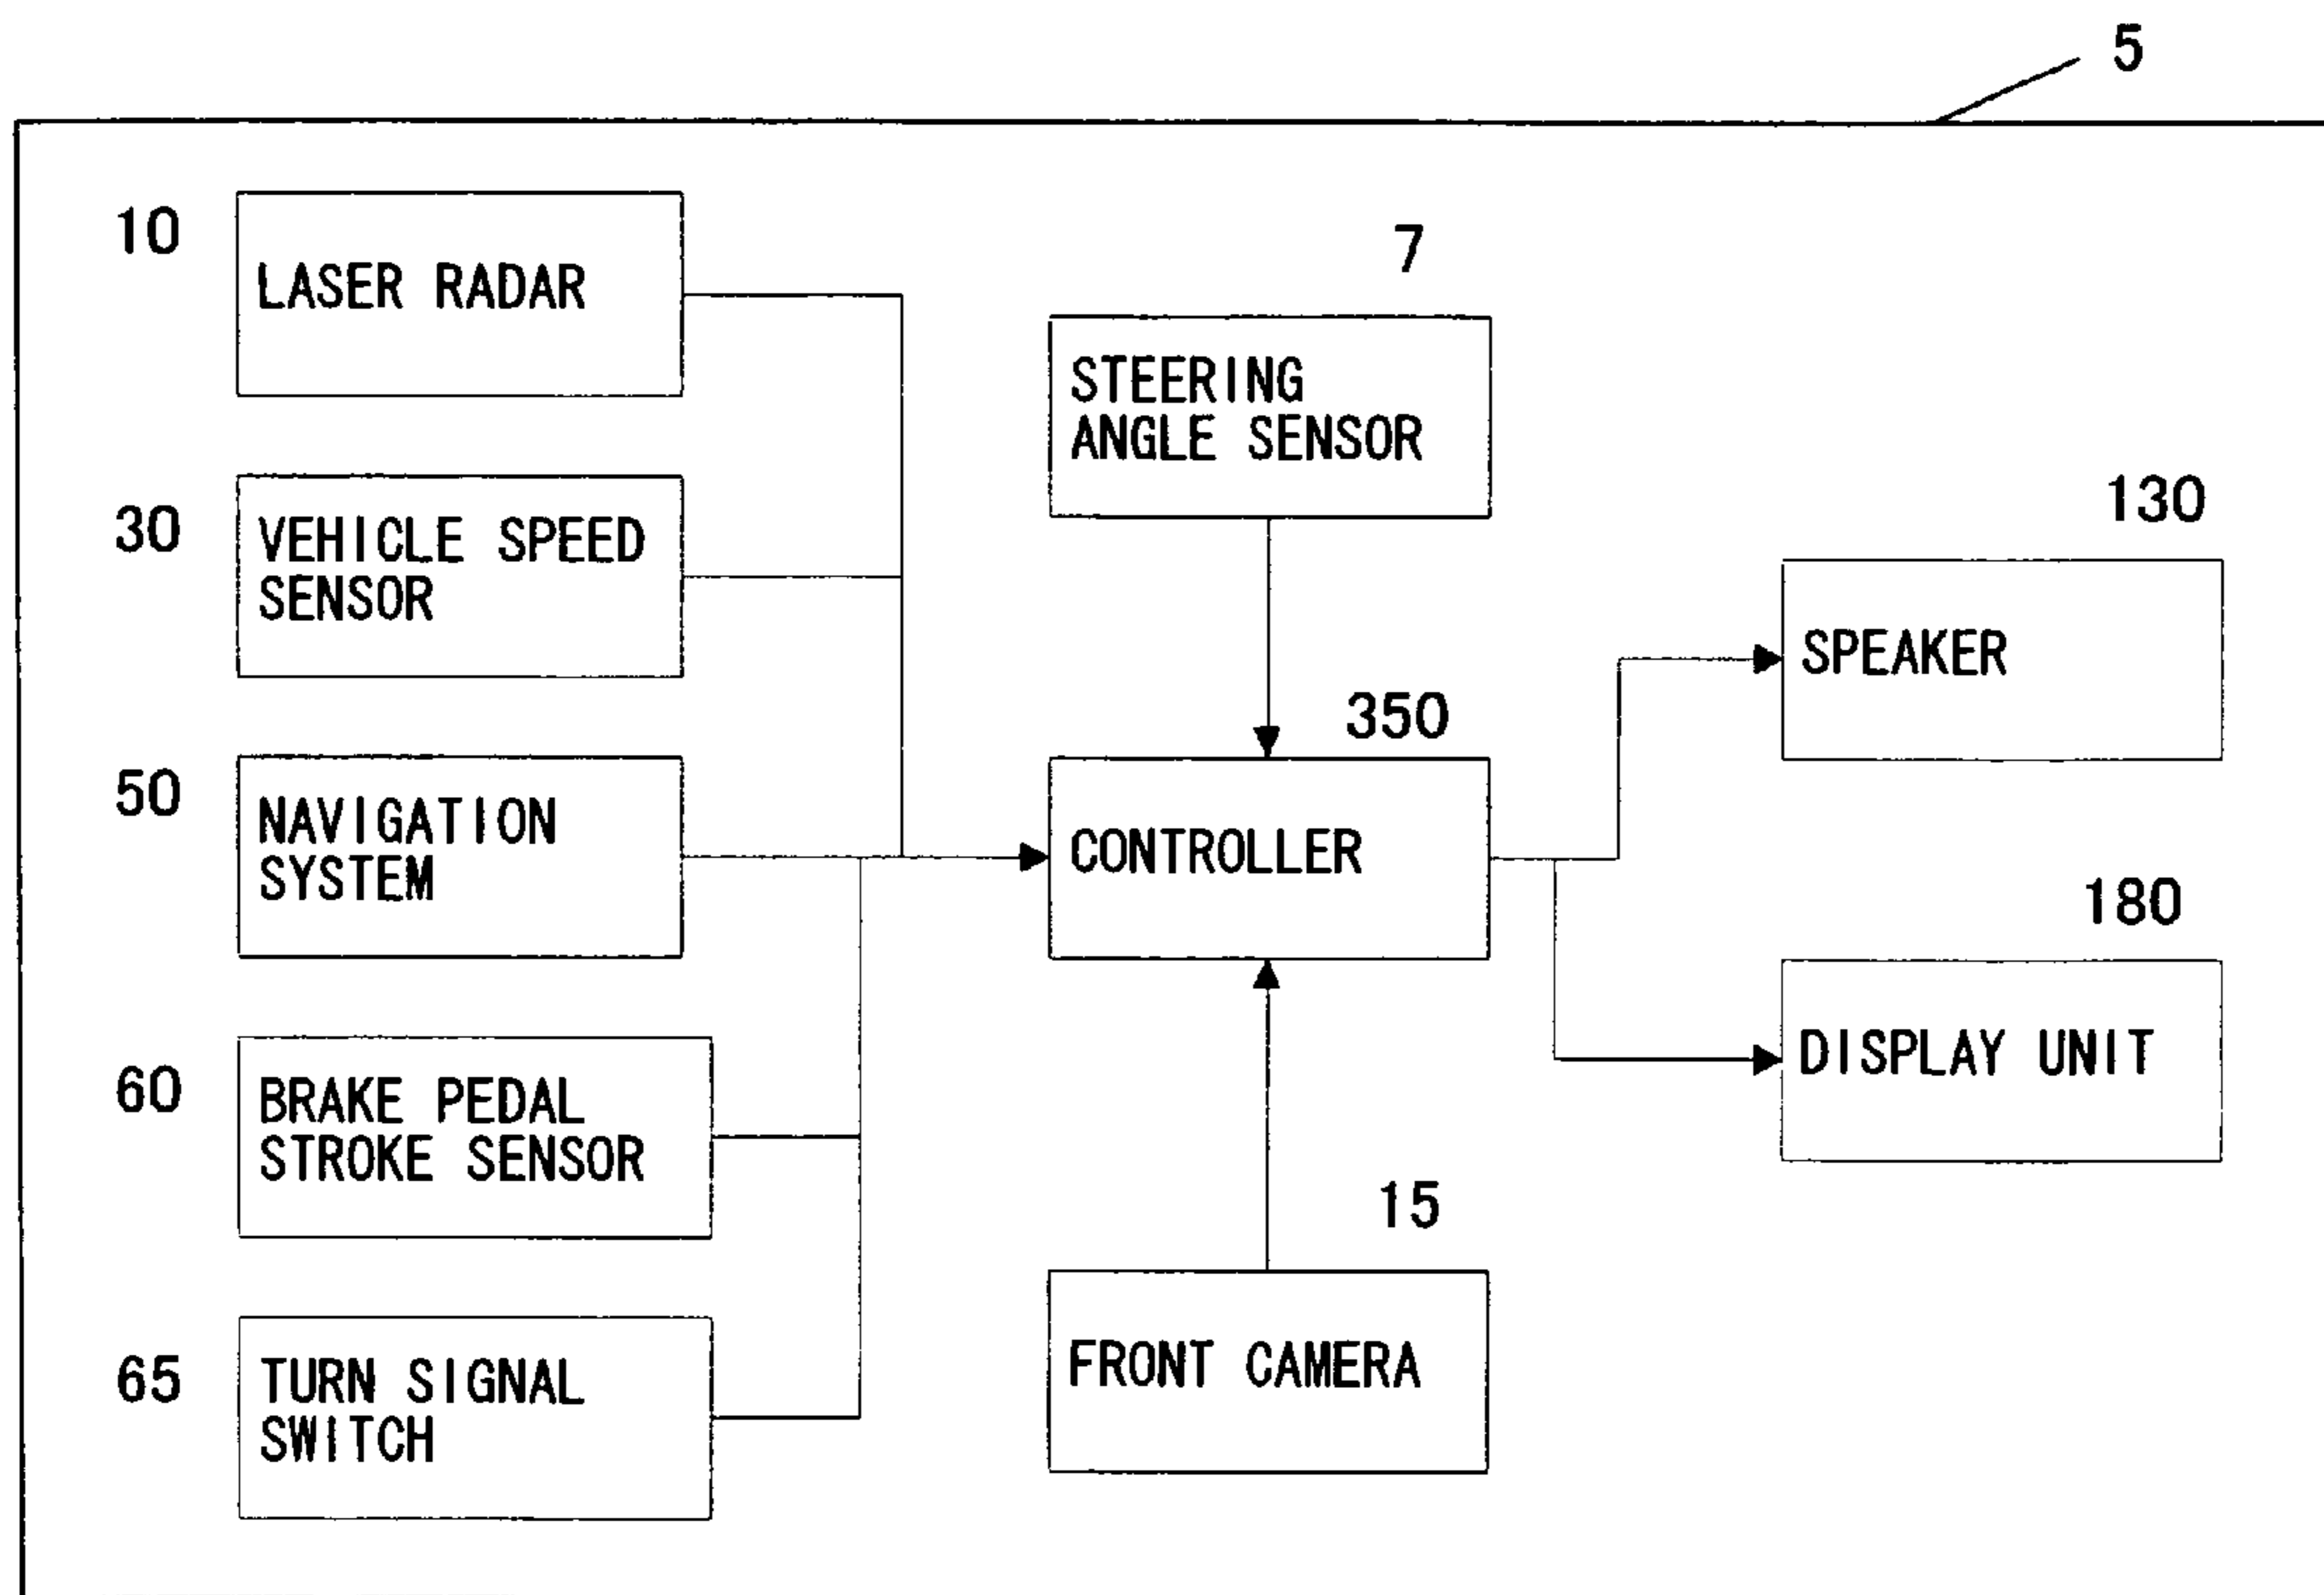 5
10
LASER RADAR
7
STEERING
ANGLE SENSOR
30
VEHICLE SPEED
SENSOR
130
SPEAKER
350
CONTROLLER
50
NAVIGATION
SYSTEM
180
DISPLAY UNIT
60
BRAKE PEDAL
STROKE SENSOR
15
FRONT CAMERA
65
TURN SIGNAL
SWITCH